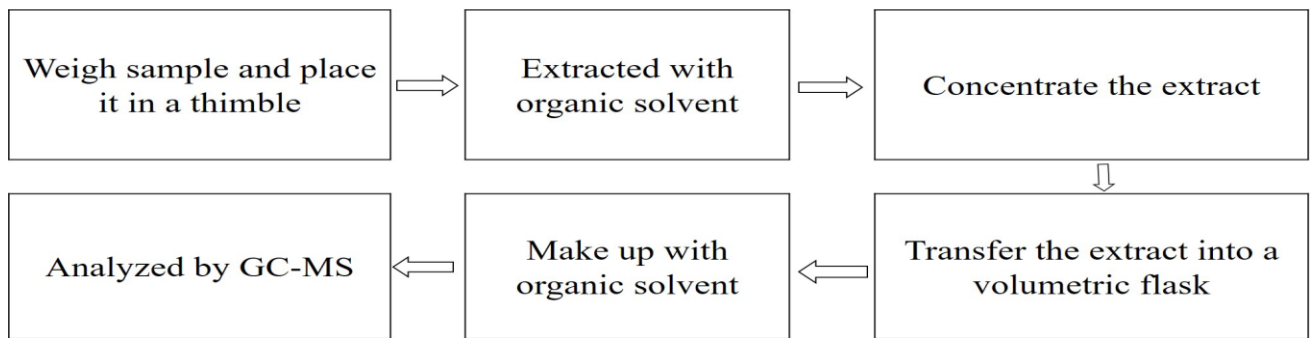 Weigh sample and place
it in a thimble
Extracted with
organic solvent
Concentrate the extract
Transfer the extract into a
volumetric flask
Make up with
organic solvent
Analyzed by GC-MS